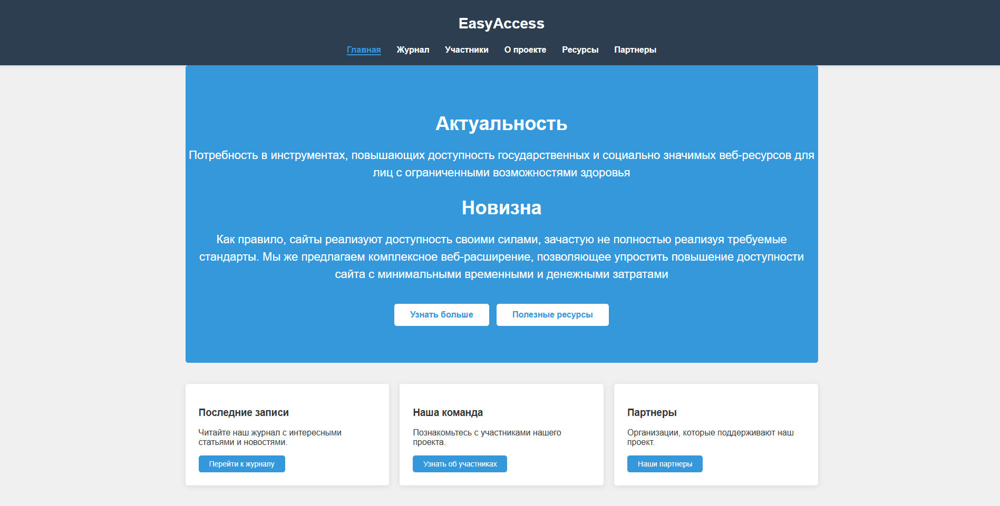 EasyAccess
Главная Журнал Участники О проекте Ресурсы Партнеры
Актуальность
Потребность в инструментах, повышающих доступность государственных и социально значимых веб-ресурсов для
лиц с ограниченными возможностями здоровья
Новизна
Как правило, сайты реализуют доступность своими силами, зачастую не полностью реализуя требуемые
стандарты. Мы же предлагаем комплексное веб-расширение, позволяющее упростить повышение доступности
сайта с минимальными временными и денежными затратами
Узнать больше Полезные ресурсы
Последние записи
Читайте наш журнал с интересными
статьями и новостями.
Перейти к журналу
Наша команда
Познакомьтесь с участниками нашего
проекта.
Узнать об участниках
Партнеры
Организации, которые поддерживают наш
проект.
Наши партнеры